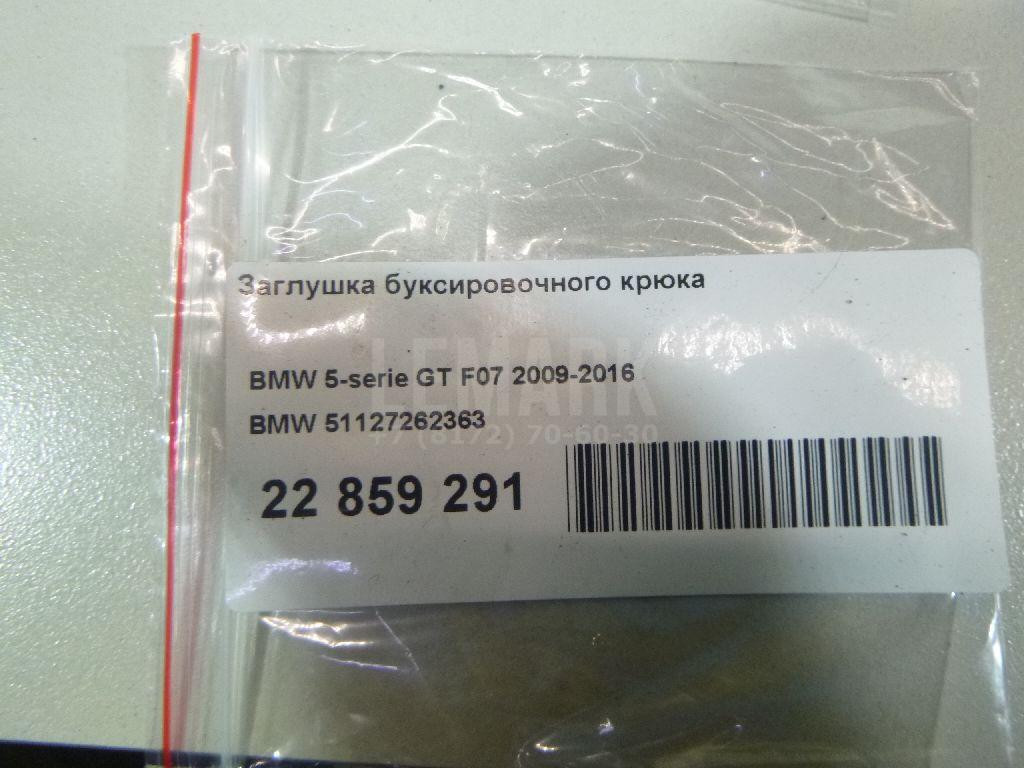 Заглушка буксировочного крюка
LEMARK
BMW 5-serie GT F07 2009-2016
BMW 51127262363
+7 (8172) 70-60-30
22 859 291